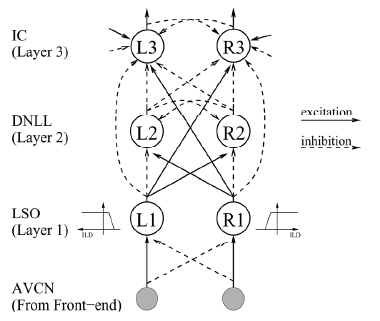 IC
(Layer 3)
L3
R3
DNLL
(Layer 2)
L2
R2
excitation
inhibition
LSO
(Layer 1)
ILD
L1
R1
ILD
AVCN
(From Front-end)